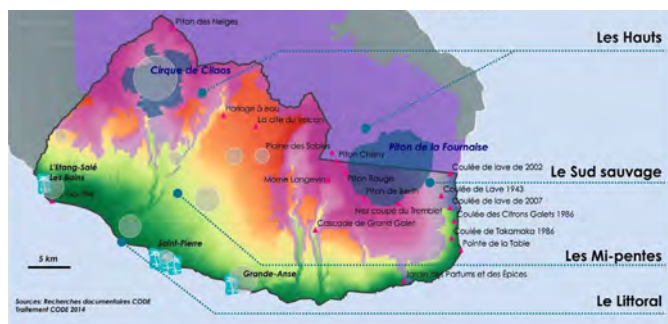 Piton des Neiges
Les Hauts
Cirque de Cilaos
Horloge à eau
La cité du Volcan
Plaine des Sables
Piton Chisny
Piton de la Fournaise
L'Etang-Salé
Les Bains
Coulée de lave de 2002
Le Sud sauvage
Morne Langevin
Piton Rouge
Piton de Bert
Coulée de Lave 1943
Nez coupé du Tremblet
Coulée de lave de 2007
Coulée des Citrons Galets 1986
Cascade de Grand Galet
Coulée de Takamaka 1986
Pointe de la Table
Saint-Pierre
Les Mi-pentes
5 km
Grande-Anse
Jardin des Parfums et des Épices
Sources: Recherches documentaires CODE
Traitement CODE 2014
Le Littoral